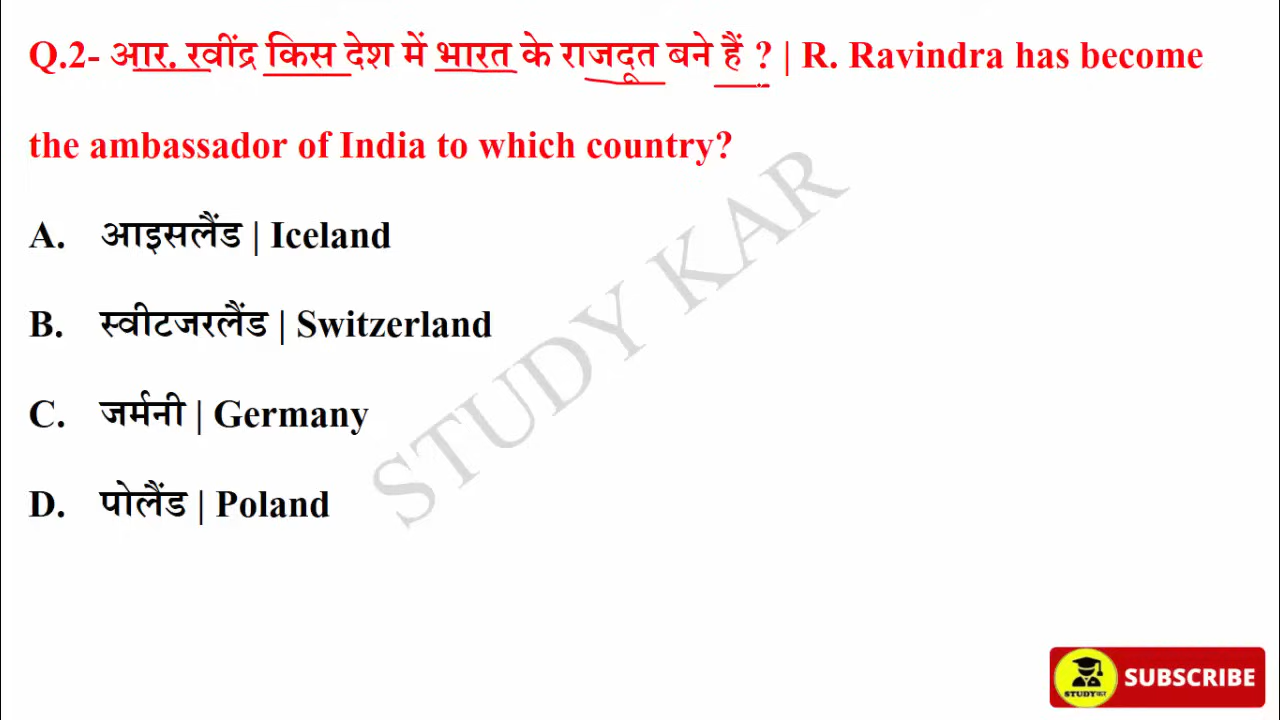 Q.2- आर. रवींद्र किस देश में भारत के राजदूत बने हैं ? | R. Ravindra has become
the ambassador of India to which country?
A. आइसलैंड | Iceland
B. स्वीटजरलैंड | Switzerland
C. जर्मनी | Germany
D. पोलैंड | Poland
STUDY KAR
SUBSCRIBE
STUDYकर